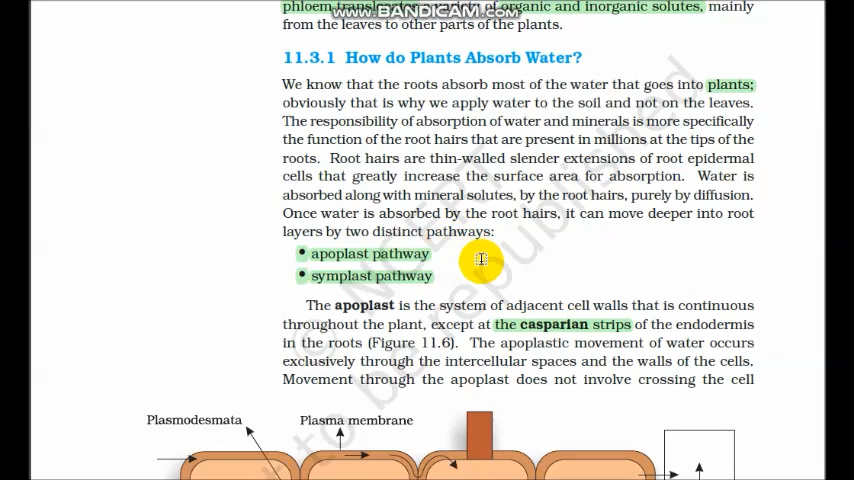 phloem translocates a variety of organic and inorganic solutes, mainly
www.BANDICAM.com
from the leaves to other parts of the plants.
11.3.1 How do Plants Absorb Water?
We know that the roots absorb most of the water that goes into plants;
obviously that is why we apply water to the soil and not on the leaves.
The responsibility of absorption of water and minerals is more specifically
the function of the root hairs that are present in millions at the tips of the
roots. Root hairs are thin-walled slender extensions of root epidermal
cells that greatly increase the surface area for absorption. Water is
absorbed along with mineral solutes, by the root hairs, purely by diffusion.
Once water is absorbed by the root hairs, it can move deeper into root
layers by two distinct pathways:
• apoplast pathway
• symplast pathway
The apoplast is the system of adjacent cell walls that is continuous
throughout the plant, except at the casparian strips of the endodermis
in the roots (Figure 11.6). The apoplastic movement of water occurs
exclusively through the intercellular spaces and the walls of the cells.
Movement through the apoplast does not involve crossing the cell
Plasmodesmata
Plasma membrane
© NCERT
not to be republished